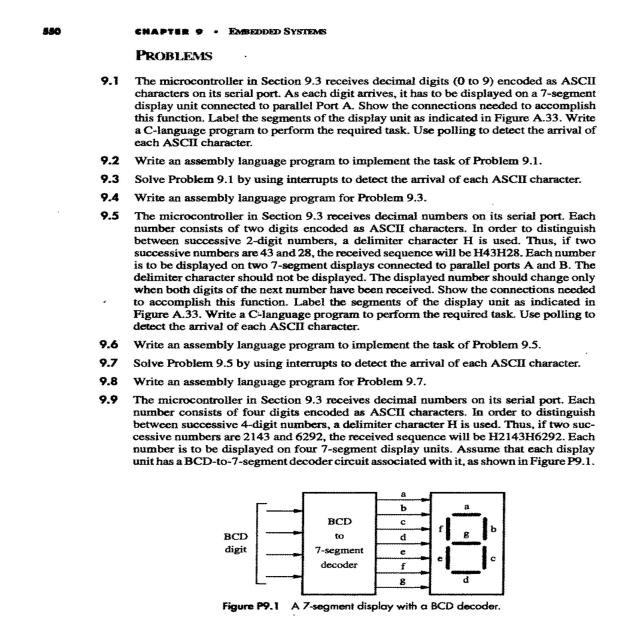 550 CHAPTER 9 • EMBEDDED SYSTEMS
PROBLEMS
9.1 The microcontroller in Section 9.3 receives decimal digits (0 to 9) encoded as ASCII
characters on its serial port. As each digit arrives, it has to be displayed on a 7-segment
display unit connected to parallel Port A. Show the connections needed to accomplish
this function. Label the segments of the display unit as indicated in Figure A.33. Write
a C-language program to perform the required task. Use polling to detect the arrival of
each ASCII character.
9.2 Write an assembly language program to implement the task of Problem 9.1.
9.3 Solve Problem 9.1 by using interrupts to detect the arrival of each ASCII character.
9.4 Write an assembly language program for Problem 9.3.
9.5 The microcontroller in Section 9.3 receives decimal numbers on its serial port. Each
number consists of two digits encoded as ASCII characters. In order to distinguish
between successive 2-digit numbers, a delimiter character H is used. Thus, if two
successive numbers are 43 and 28, the received sequence will be H43H28. Each number
is to be displayed on two 7-segment displays connected to parallel ports A and B. The
delimiter character should not be displayed. The displayed number should change only
when both digits of the next number have been received. Show the connections needed
to accomplish this function. Label the segments of the display unit as indicated in
Figure A.33. Write a C-language program to perform the required task. Use polling to
detect the arrival of each ASCII character.
9.6 Write an assembly language program to implement the task of Problem 9.5.
9.7 Solve Problem 9.5 by using interrupts to detect the arrival of each ASCII character.
9.8 Write an assembly language program for Problem 9.7.
9.9 The microcontroller in Section 9.3 receives decimal numbers on its serial port. Each
number consists of four digits encoded as ASCII characters. In order to distinguish
between successive 4-digit numbers, a delimiter character H is used. Thus, if two suc-
cessive numbers are 2143 and 6292, the received sequence will be H2143H6292. Each
number is to be displayed on four 7-segment display units. Assume that each display
unit has a BCD-to-7-segment decoder circuit associated with it, as shown in Figure P9.1.
BCD
digit
BCD
to
7-segment
decoder
a
b
c
d
e
f
g
a
f
b
g
e
c
d
Figure P9.1 A 7-segment display with a BCD decoder.